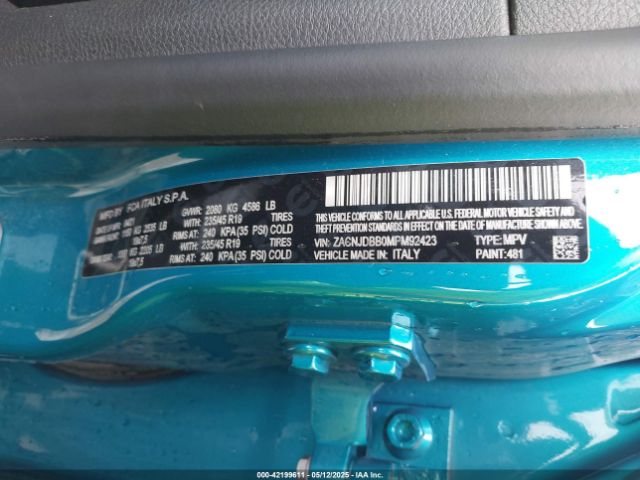 MFD BY: FCA ITALY S.P.A.
GVWR: 2080 KG 4586 LB
235/45 R19 TIRES
RIMS AT: 240 KPA(35 PSI) COLD
235/45 R19 TIRES
RIMS AT: 240 KPA(35 PSI) COLD
THIS VEHICLE CONFORMS TO ALL APPLICABLE
FEDERAL MOTOR VEHICLE SAFETY, BUMPER, AND
THEFT PREVENTION STANDARDS IN EFFECT ON
THE DATE OF MANUFACTURE SHOWN ABOVE.
VIN: ZACNJDBB0MPM92423 TYPE: MPV
VEHICLE MADE IN: ITALY PAINT:481
000-42199611 - 05/12/2025 - IAAI.COM